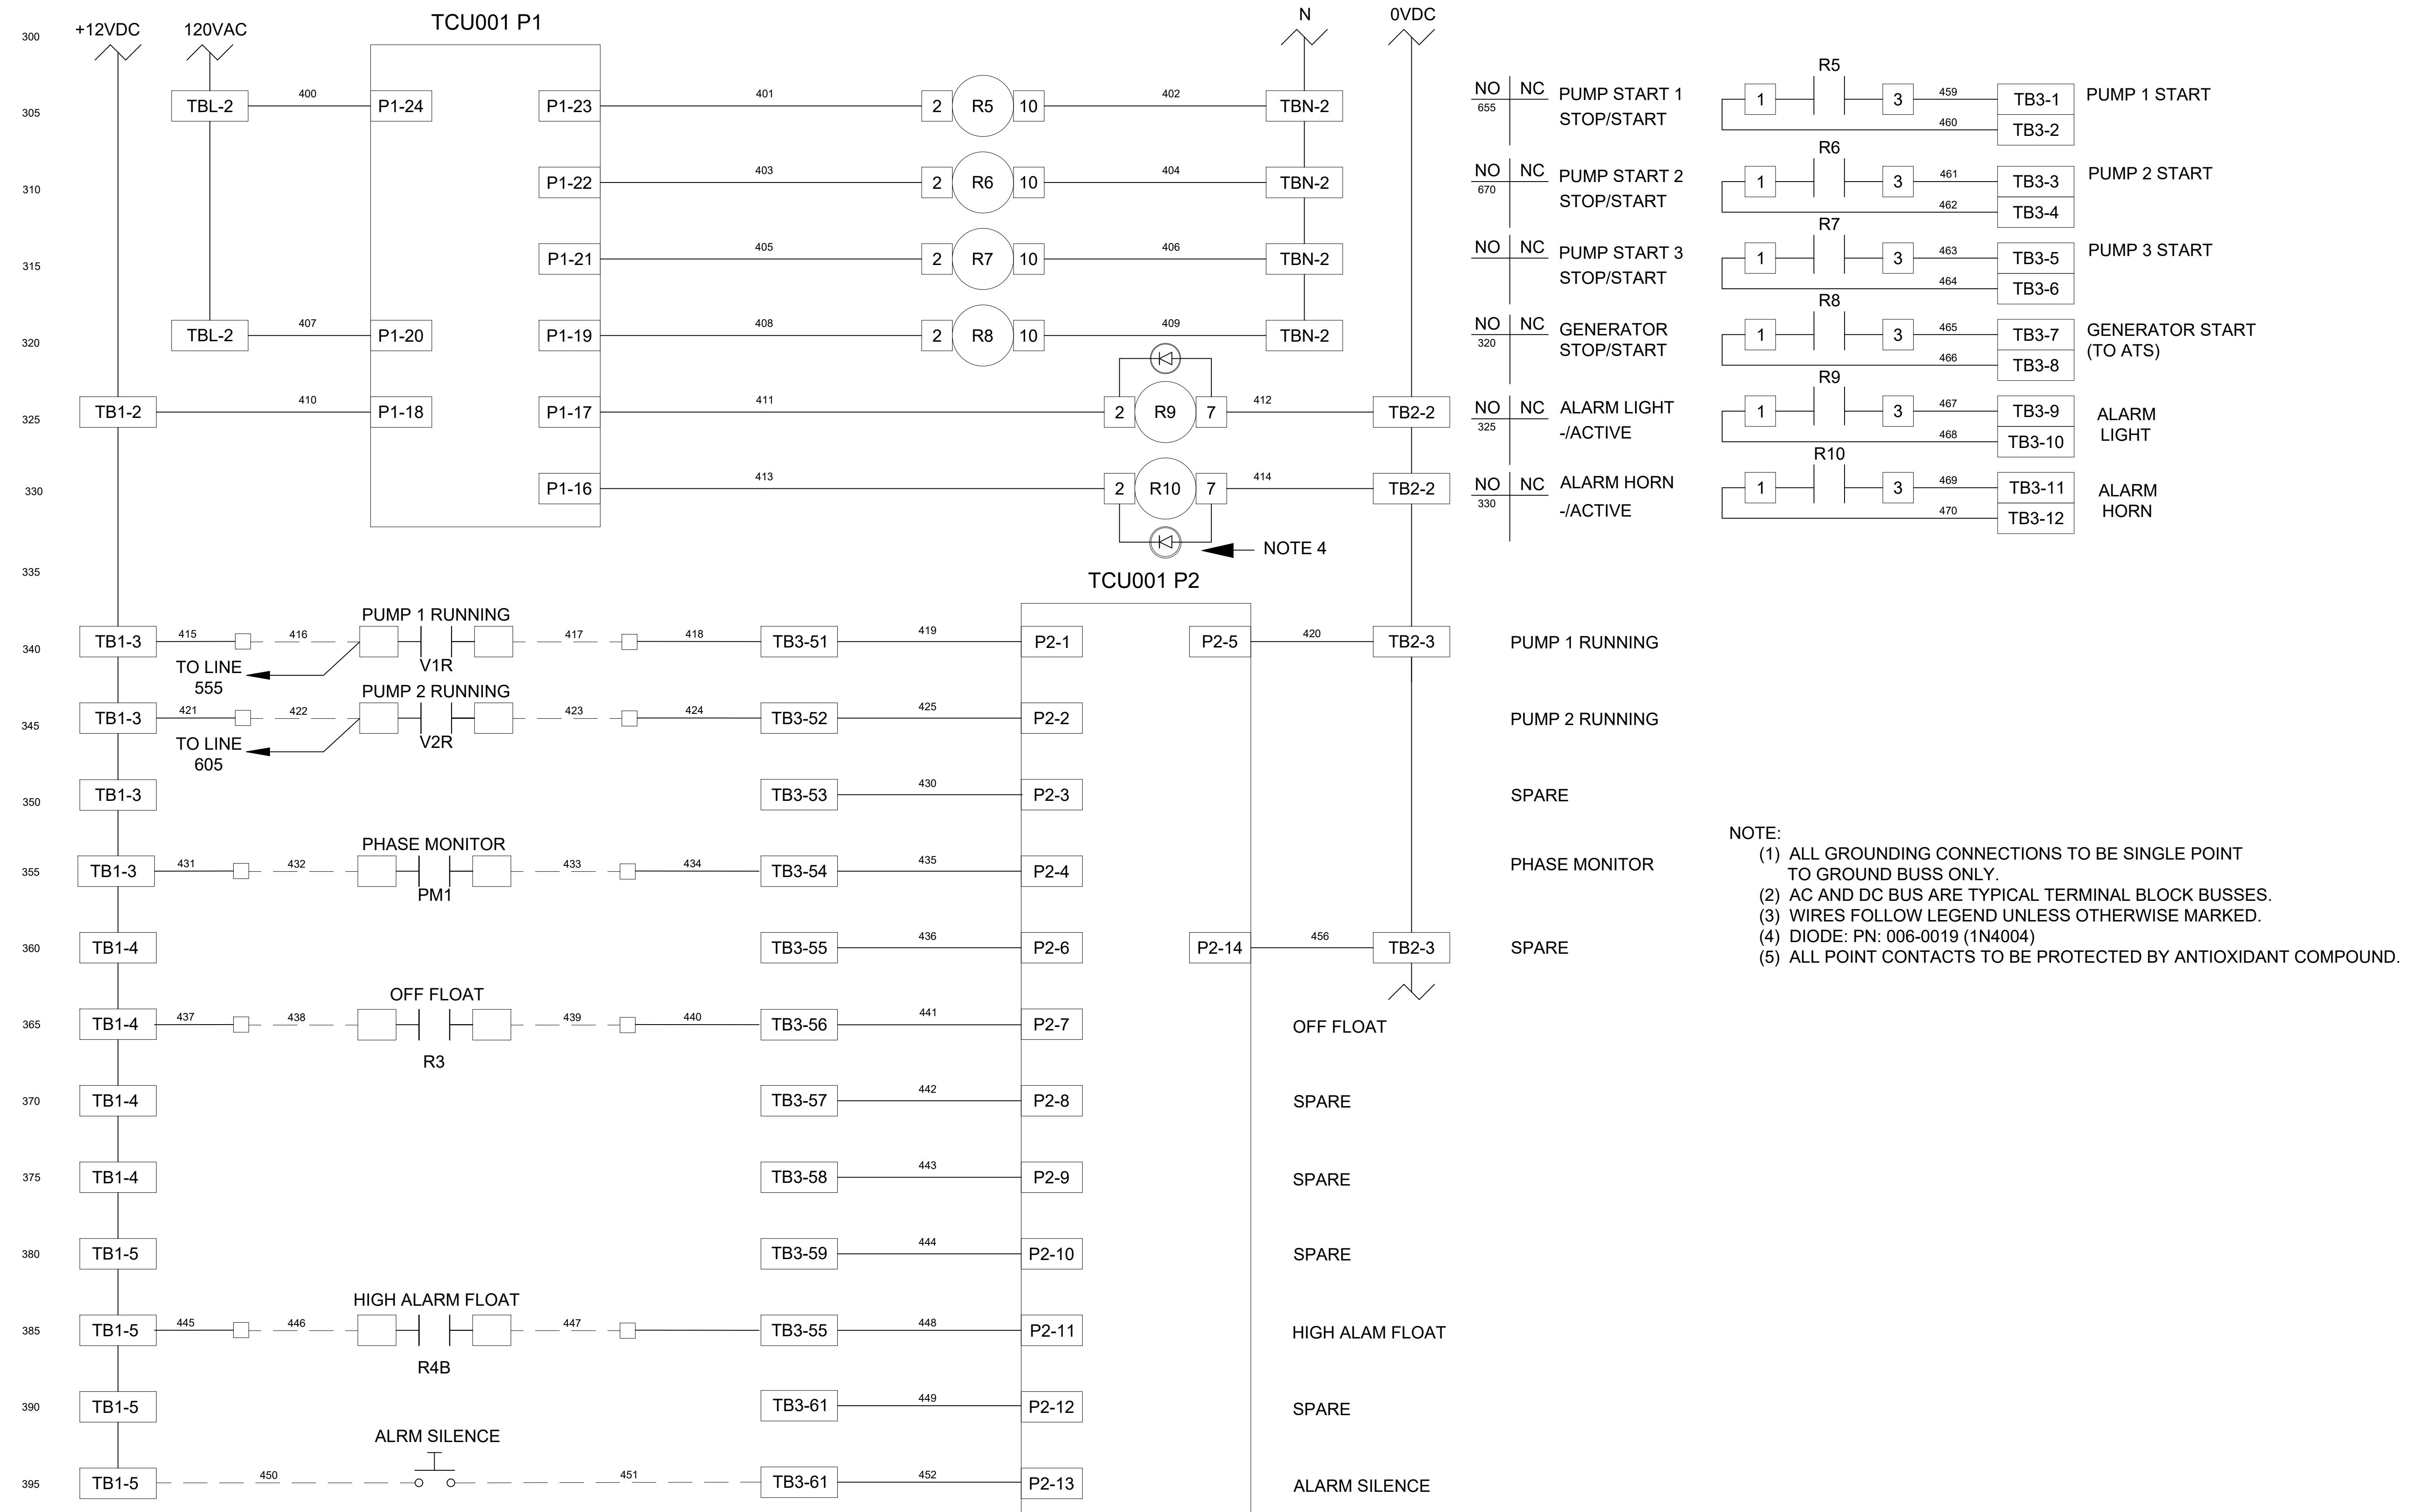 +12VDC
120VAC
TCU001 P1
N
0VDC
300
R5
305 TBL-2 400 P1-24 P1-23 401 2 R5 10 402 TBN-2 NO NC 655 PUMP START 1 STOP/START 1 3 459 TB3-1 PUMP 1 START
460 TB3-2
R6
310 P1-22 403 2 R6 10 404 TBN-2 NO NC 670 PUMP START 2 STOP/START 1 3 461 TB3-3 PUMP 2 START
462 TB3-4
R7
315 P1-21 405 2 R7 10 406 TBN-2 NO NC PUMP START 3 STOP/START 1 3 463 TB3-5 PUMP 3 START
464 TB3-6
R8
320 TBL-2 407 P1-20 P1-19 408 2 R8 10 409 TBN-2 NO NC 320 GENERATOR STOP/START 1 3 465 TB3-7 GENERATOR START
466 TB3-8 (TO ATS)
R9
325 TB1-2 410 P1-18 P1-17 411 2 R9 7 412 TB2-2 NO NC 325 ALARM LIGHT -/ACTIVE 1 3 467 TB3-9 ALARM LIGHT
468 TB3-10
R10
330 P1-16 413 2 R10 7 414 TB2-2 NO NC 330 ALARM HORN -/ACTIVE 1 3 469 TB3-11 ALARM HORN
470 TB3-12
NOTE 4
335
TCU001 P2
PUMP 1 RUNNING
340 TB1-3 415 416 417 418 TB3-51 419 P2-1 P2-5 420 TB2-3 PUMP 1 RUNNING
V1R
TO LINE
555
PUMP 2 RUNNING
345 TB1-3 421 422 423 424 TB3-52 425 P2-2 PUMP 2 RUNNING
V2R
TO LINE
605
350 TB1-3 TB3-53 430 P2-3 SPARE
PHASE MONITOR
355 TB1-3 431 432 433 434 TB3-54 435 P2-4 PHASE MONITOR
PM1
360 TB1-4 TB3-55 436 P2-6 P2-14 456 TB2-3 SPARE
OFF FLOAT
365 TB1-4 437 438 439 440 TB3-56 441 P2-7 OFF FLOAT
R3
370 TB1-4 TB3-57 442 P2-8 SPARE
375 TB1-4 TB3-58 443 P2-9 SPARE
380 TB1-5 TB3-59 444 P2-10 SPARE
HIGH ALARM FLOAT
385 TB1-5 445 446 447 TB3-55 448 P2-11 HIGH ALAM FLOAT
R4B
390 TB1-5 TB3-61 449 P2-12 SPARE
ALRM SILENCE
395 TB1-5 450 451 TB3-61 452 P2-13 ALARM SILENCE
NOTE:
(1) ALL GROUNDING CONNECTIONS TO BE SINGLE POINT
TO GROUND BUSS ONLY.
(2) AC AND DC BUS ARE TYPICAL TERMINAL BLOCK BUSSES.
(3) WIRES FOLLOW LEGEND UNLESS OTHERWISE MARKED.
(4) DIODE: PN: 006-0019 (1N4004)
(5) ALL POINT CONTACTS TO BE PROTECTED BY ANTIOXIDANT COMPOUND.